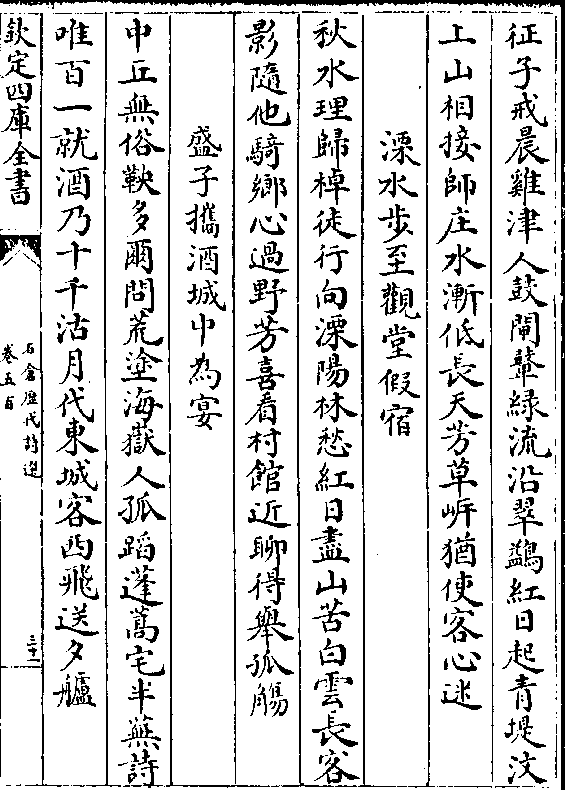 征子戒晨雞津人鼓閘鼙緑流沿翠鷁紅日起青堤汶
上山相接師庄水漸低長天芳草岸猶使客心迷
溧水步至觀堂假宿
秋水理歸棹徒行向溧陽林愁紅日盡山苦白雲長客
影隨他騎鄉心過野芳喜看村館近聊得舉孤觴
盛子攜酒城中為宴
中丘無俗鞅多爾問荒塗海嶽人孤蹈蓬蒿宅半蕪詩
唯百一就酒乃十千沽月代東城客西飛送夕艫
欽定四庫全書
石倉歷代詩選
卷五百
三十一